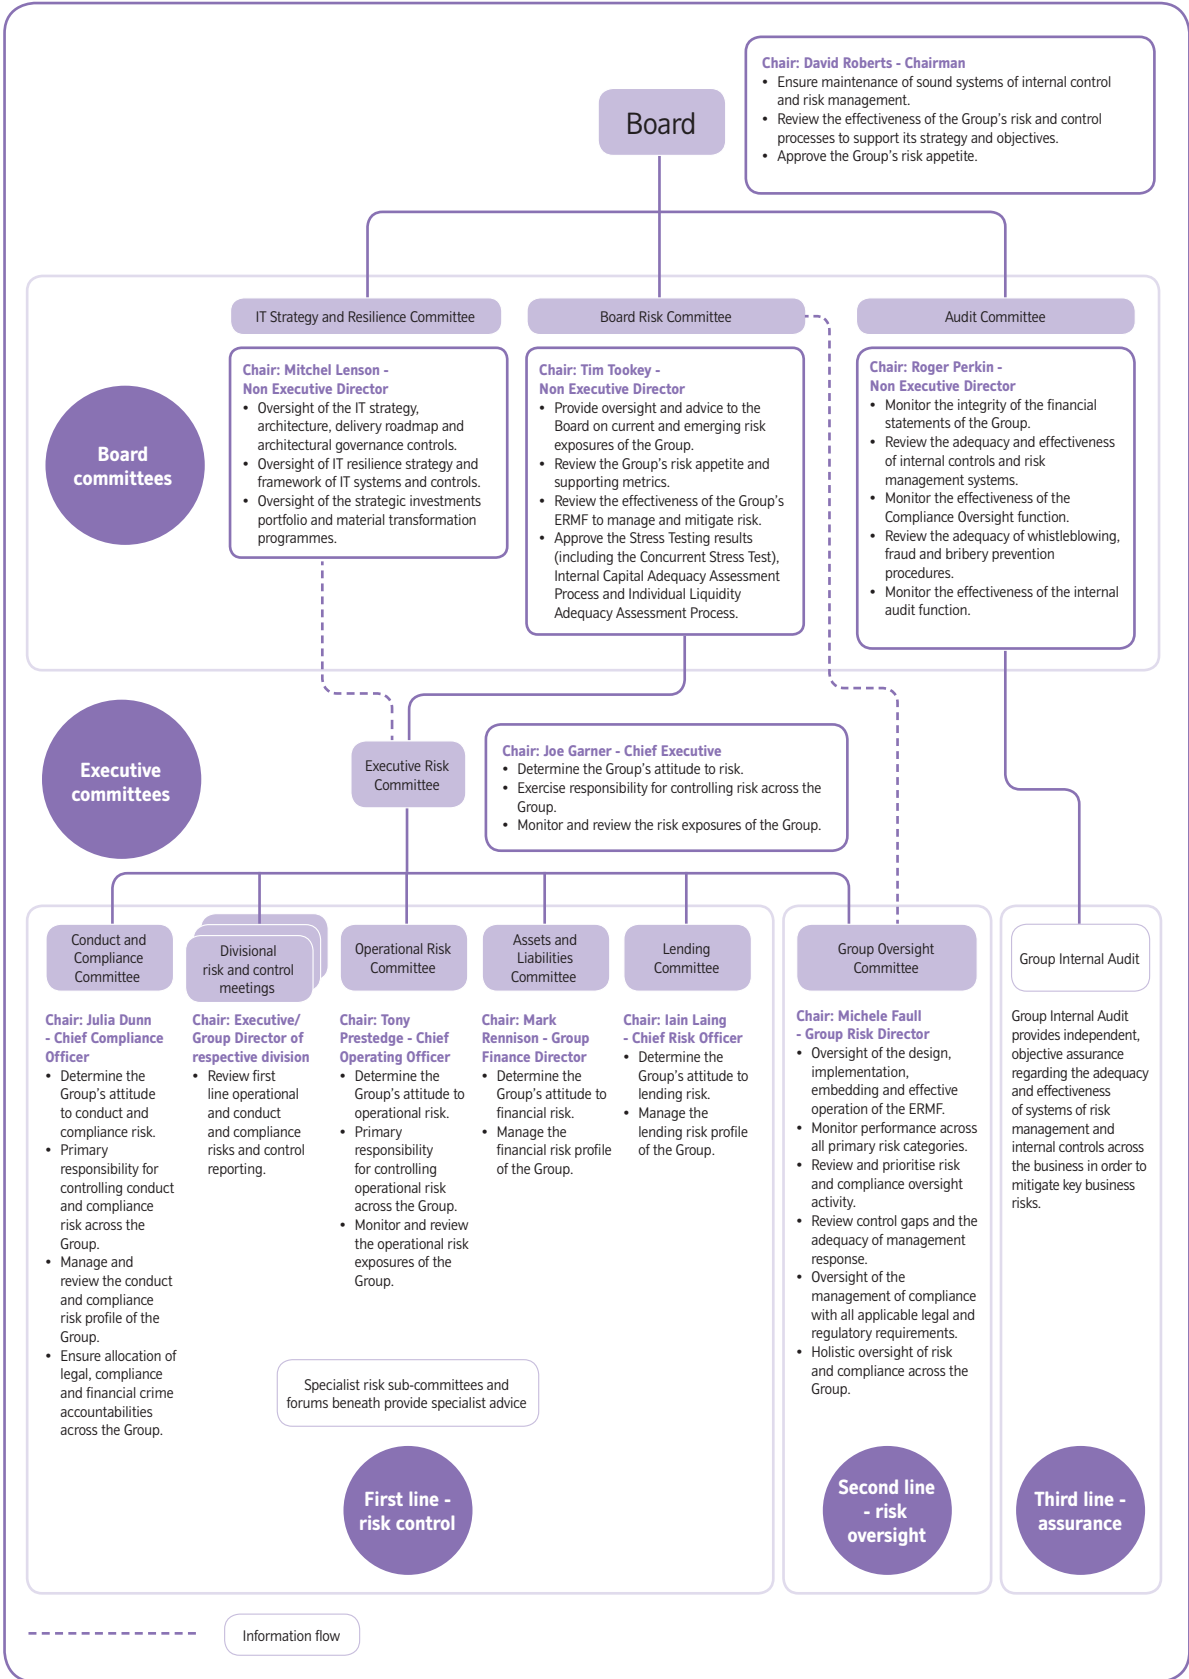 Board
Chair: David Roberts - Chairman
• Ensure maintenance of sound systems of internal control
and risk management.
• Review the effectiveness of the Group's risk and control
processes to support its strategy and objectives.
• Approve the Group's risk appetite.
Board
committees
IT Strategy and Resilience Committee
Chair: Mitchel Lenson -
Non Executive Director
• Oversight of the IT strategy,
architecture, delivery roadmap and
architectural governance controls.
• Oversight of IT resilience strategy and
framework of IT systems and controls.
• Oversight of the strategic investments
portfolio and material transformation
programmes.
Board Risk Committee
Chair: Tim Tookey -
Non Executive Director
• Provide oversight and advice to the
Board on current and emerging risk
exposures of the Group.
• Review the Group's risk appetite and
supporting metrics.
• Review the effectiveness of the Group's
ERMF to manage and mitigate risk.
• Approve the Stress Testing results
(including the Concurrent Stress Test),
Internal Capital Adequacy Assessment
Process and Individual Liquidity
Adequacy Assessment Process.
Audit Committee
Chair: Roger Perkin -
Non Executive Director
• Monitor the integrity of the financial
statements of the Group.
• Review the adequacy and effectiveness
of internal controls and risk
management systems.
• Monitor the effectiveness of the
Compliance Oversight function.
• Review the adequacy of whistleblowing,
fraud and bribery prevention
procedures.
• Monitor the effectiveness of the internal
audit function.
Executive
committees
Executive Risk
Committee
Chair: Joe Garner - Chief Executive
• Determine the Group's attitude to risk.
• Exercise responsibility for controlling risk across the
Group.
• Monitor and review the risk exposures of the Group.
Conduct and
Compliance
Committee
Chair: Julia Dunn
- Chief Compliance
Officer
• Determine the
Group's attitude
to conduct and
compliance risk.
• Primary
responsibility for
controlling conduct
and compliance
risk across the
Group.
• Manage and
review the conduct
and compliance
risk profile of the
Group.
• Ensure allocation of
legal, compliance
and financial crime
accountabilities
across the Group.
Divisional
risk and control
meetings
Chair: Executive/
Group Director of
respective division
• Review first
line operational
and conduct
and compliance
risks and control
reporting.
Operational Risk
Committee
Chair: Tony
Prestedge - Chief
Operating Officer
• Determine the
Group's attitude to
operational risk.
• Primary
responsibility
for controlling
operational risk
across the Group.
• Monitor and review
the operational risk
exposures of the
Group.
Assets and
Liabilities
Committee
Chair: Mark
Rennison - Group
Finance Director
• Determine the
Group's attitude to
financial risk.
• Manage the
financial risk profile
of the Group.
Lending
Committee
Chair: Iain Laing
- Chief Risk Officer
• Determine the
Group's attitude to
lending risk.
• Manage the
lending risk profile
of the Group.
Specialist risk sub-committees and
forums beneath provide specialist advice
First line -
risk control
Group Oversight
Committee
Chair: Michele Faull
- Group Risk Director
• Oversight of the design,
implementation,
embedding and effective
operation of the ERMF.
• Monitor performance across
all primary risk categories.
• Review and prioritise risk
and compliance oversight
activity.
• Review control gaps and the
adequacy of management
response.
• Oversight of the
management of compliance
with all applicable legal and
regulatory requirements.
• Holistic oversight of risk
and compliance across the
Group.
Second line
- risk
oversight
Group Internal Audit
Group Internal Audit
provides independent,
objective assurance
regarding the adequacy
and effectiveness
of systems of risk
management and
internal controls across
the business in order to
mitigate key business
risks.
Third line -
assurance
Information flow